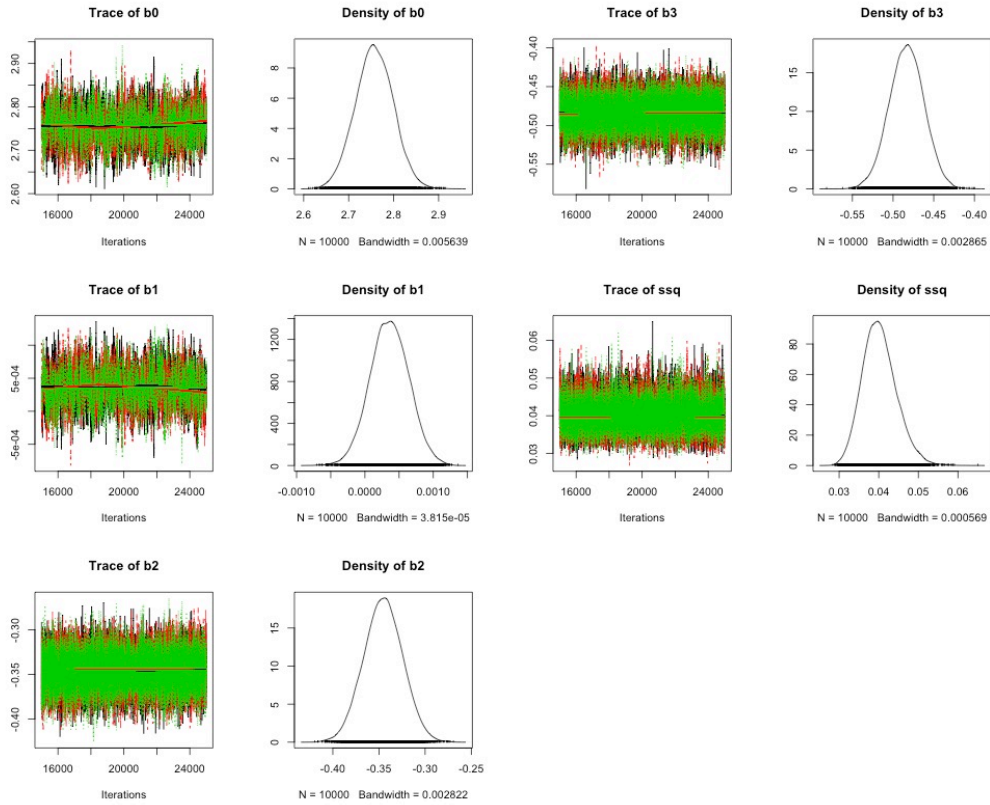 Trace of b0
2.60 2.70 2.80 2.90
16000 20000 24000
Iterations
Density of b0
0 2 4 6 8
2.6 2.7 2.8 2.9
N = 10000 Bandwidth = 0.005639
Trace of b3
-0.55 -0.50 -0.45 -0.40
16000 20000 24000
Iterations
Density of b3
0 5 10 15
-0.55 -0.50 -0.45 -0.40
N = 10000 Bandwidth = 0.002865
Trace of b1
-5e-04 5e-04
16000 20000 24000
Iterations
Density of b1
0 400 800 1200
-0.0010 0.0000 0.0010
N = 10000 Bandwidth = 3.815e-05
Trace of ssq
0.03 0.04 0.05 0.06
16000 20000 24000
Iterations
Density of ssq
0 20 40 60 80
0.03 0.04 0.05 0.06
N = 10000 Bandwidth = 0.000569
Trace of b2
-0.40 -0.35 -0.30
16000 20000 24000
Iterations
Density of b2
0 5 10 15
-0.40 -0.35 -0.30 -0.25
N = 10000 Bandwidth = 0.002822